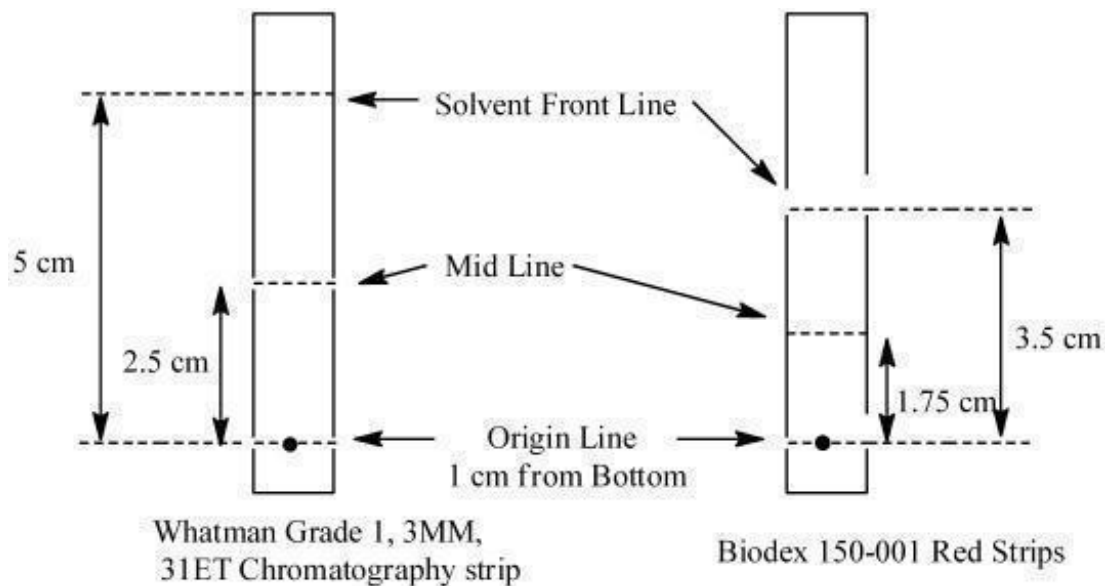 Solvent Front Line
5 cm
Mid Line
2.5 cm
3.5 cm
1.75 cm
Origin Line
1 cm from Bottom
Whatman Grade 1, 3MM,
31ET Chromatography strip
Biodex 150-001 Red Strips